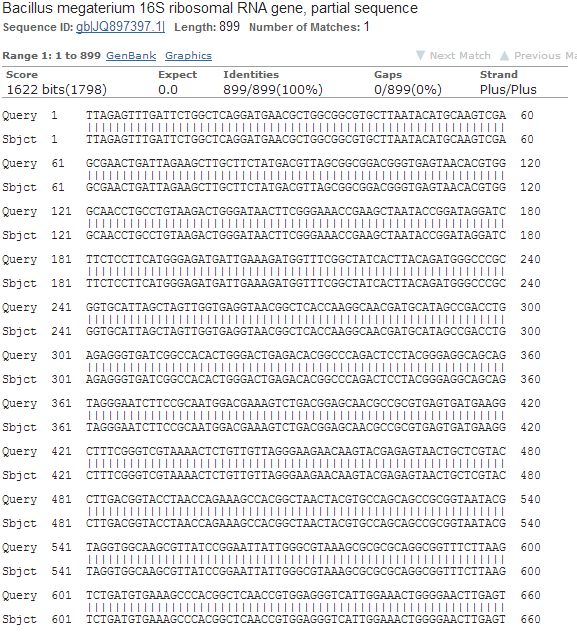 Bacillus megaterium 16S ribosomal RNA gene, partial sequence
Sequence ID: gb|JQ897397.1| Length: 899 Number of Matches: 1
Range 1: 1 to 899 GenBank Graphics ▼ Next Match ▲ Previous Ma
Score Expect Identities Gaps Strand
1622 bits(1798) 0.0 899/899(100%) 0/899(0%) Plus/Plus
Query 1 TTAGAGTTTGATTCTGGCTCAGGATGAACGCTGGCGGCGTGCTTAATACATGCAAGTCGA 60
||||||||||||||||||||||||||||||||||||||||||||||||||||||||||||
Sbjct 1 TTAGAGTTTGATTCTGGCTCAGGATGAACGCTGGCGGCGTGCTTAATACATGCAAGTCGA 60
Query 61 GCGAACTGATTAGAAGCTTGCTTCTATGACGTTAGCGGCGGACGGGTGAGTAACACGTGG 120
||||||||||||||||||||||||||||||||||||||||||||||||||||||||||||
Sbjct 61 GCGAACTGATTAGAAGCTTGCTTCTATGACGTTAGCGGCGGACGGGTGAGTAACACGTGG 120
Query 121 GCAACCTGCCTGTAAGACTGGGATAACTTCGGGAAACCGAAGCTAATACCGGATAGGATC 180
||||||||||||||||||||||||||||||||||||||||||||||||||||||||||||
Sbjct 121 GCAACCTGCCTGTAAGACTGGGATAACTTCGGGAAACCGAAGCTAATACCGGATAGGATC 180
Query 181 TTCTCCTTCATGGGAGATGATTGAAAGATGGTTTCGGCTATCACTTACAGATGGGCCCGC 240
||||||||||||||||||||||||||||||||||||||||||||||||||||||||||||
Sbjct 181 TTCTCCTTCATGGGAGATGATTGAAAGATGGTTTCGGCTATCACTTACAGATGGGCCCGC 240
Query 241 GGTGCATTAGCTAGTTGGTGAGGTAACGGCTCACCAAGGCAACGATGCATAGCCGACCTG 300
||||||||||||||||||||||||||||||||||||||||||||||||||||||||||||
Sbjct 241 GGTGCATTAGCTAGTTGGTGAGGTAACGGCTCACCAAGGCAACGATGCATAGCCGACCTG 300
Query 301 AGAGGGTGATCGGCCACACTGGGACTGAGACACGGCCCAGACTCCTACGGGAGGCAGCAG 360
||||||||||||||||||||||||||||||||||||||||||||||||||||||||||||
Sbjct 301 AGAGGGTGATCGGCCACACTGGGACTGAGACACGGCCCAGACTCCTACGGGAGGCAGCAG 360
Query 361 TAGGGAATCTTCCGCAATGGACGAAAGTCTGACGGAGCAACGCCGCGTGAGTGATGAAGG 420
||||||||||||||||||||||||||||||||||||||||||||||||||||||||||||
Sbjct 361 TAGGGAATCTTCCGCAATGGACGAAAGTCTGACGGAGCAACGCCGCGTGAGTGATGAAGG 420
Query 421 CTTTCGGGTCGTAAAACTCTGTTGTTAGGGAAGAACAAGTACGAGAGTAACTGCTCGTAC 480
||||||||||||||||||||||||||||||||||||||||||||||||||||||||||||
Sbjct 421 CTTTCGGGTCGTAAAACTCTGTTGTTAGGGAAGAACAAGTACGAGAGTAACTGCTCGTAC 480
Query 481 CTTGACGGTACCTAACCAGAAAGCCACGGCTAACTACGTGCCAGCAGCCGCGGTAATACG 540
||||||||||||||||||||||||||||||||||||||||||||||||||||||||||||
Sbjct 481 CTTGACGGTACCTAACCAGAAAGCCACGGCTAACTACGTGCCAGCAGCCGCGGTAATACG 540
Query 541 TAGGTGGCAAGCGTTATCCGGAATTATTGGGCGTAAAGCGCGCGCAGGCGGTTTCTTAAG 600
||||||||||||||||||||||||||||||||||||||||||||||||||||||||||||
Sbjct 541 TAGGTGGCAAGCGTTATCCGGAATTATTGGGCGTAAAGCGCGCGCAGGCGGTTTCTTAAG 600
Query 601 TCTGATGTGAAAGCCCACGGCTCAACCGTGGAGGGTCATTGGAAACTGGGGAACTTGAGT 660
||||||||||||||||||||||||||||||||||||||||||||||||||||||||||||
Sbjct 601 TCTGATGTGAAAGCCCACGGCTCAACCGTGGAGGGTCATTGGAAACTGGGGAACTTGAGT 660